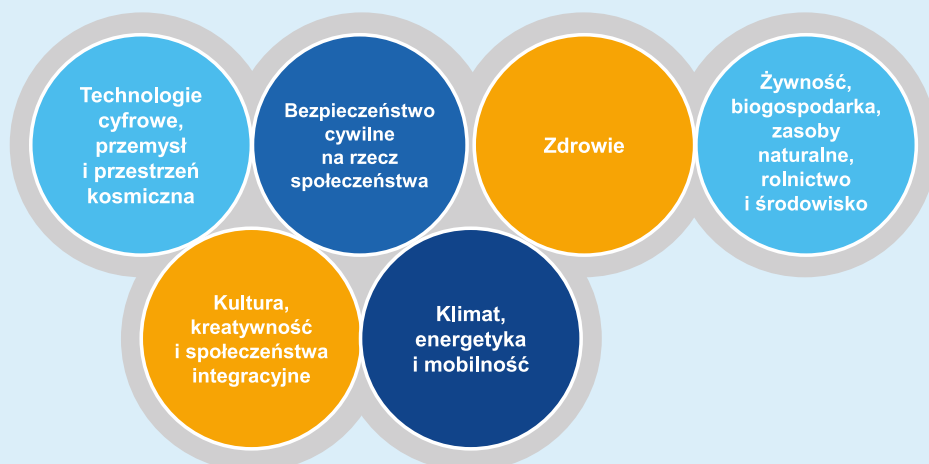 Technologie
cyfrowe,
przemysł
i przestrzeń
kosmiczna
Bezpieczeństwo
cywilne
na rzecz
społeczeństwa
Zdrowie
Żywność,
biogospodarka,
zasoby
naturalne,
rolnictwo
i środowisko
Kultura,
kreatywność
i społeczeństwa
integracyjne
Klimat,
energetyka
i mobilność